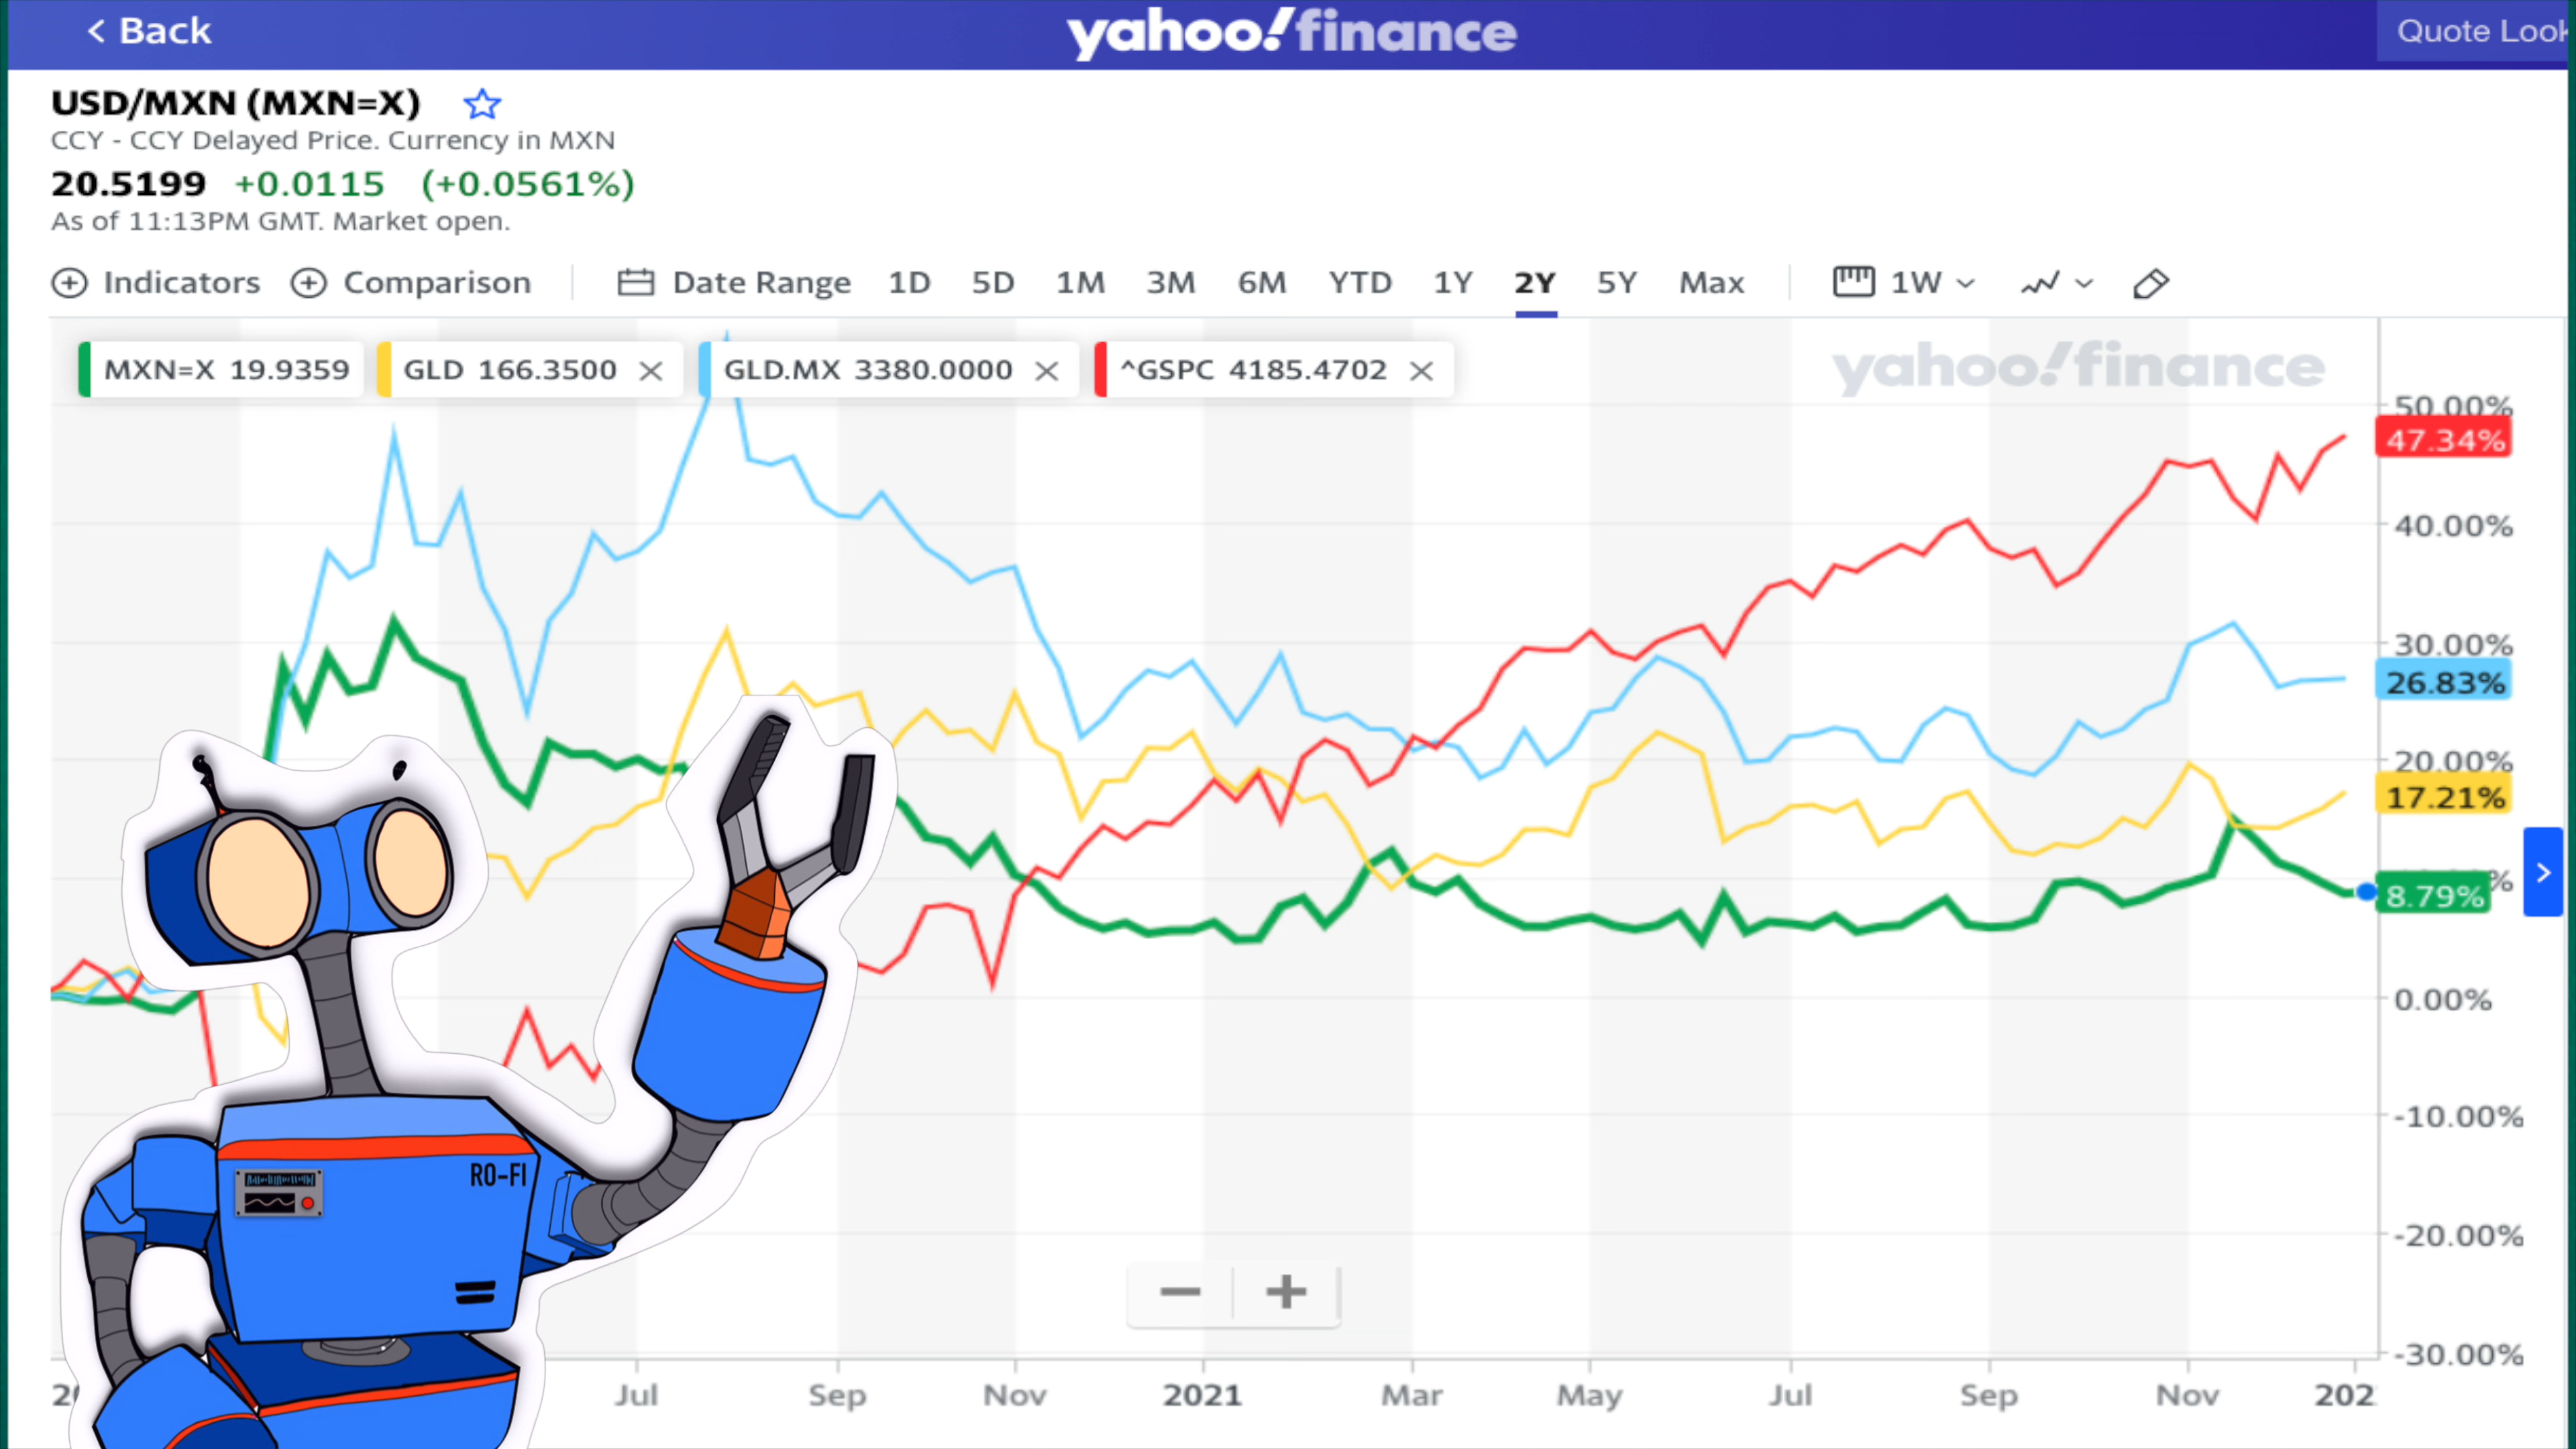 < Back
yahoo!finance
Quote Look
USD/MXN (MXN=X)
CCY - CCY Delayed Price. Currency in MXN
20.5199 +0.0115 (+0.0561%)
As of 11:13PM GMT. Market open.
Indicators Comparison Date Range 1D 5D 1M 3M 6M YTD 1Y 2Y 5Y Max 1W
MXN=X 19.9359 GLD 166.3500 GLD.MX 3380.0000 ^GSPC 4185.4702
yahoo!finance
50.00%
47.34%
40.00%
30.00%
26.83%
20.00%
17.21%
%
8.79%
0.00%
-10.00%
-20.00%
-30.00%
RO-FI
20 Jul Sep Nov 2021 Mar May Jul Sep Nov 202